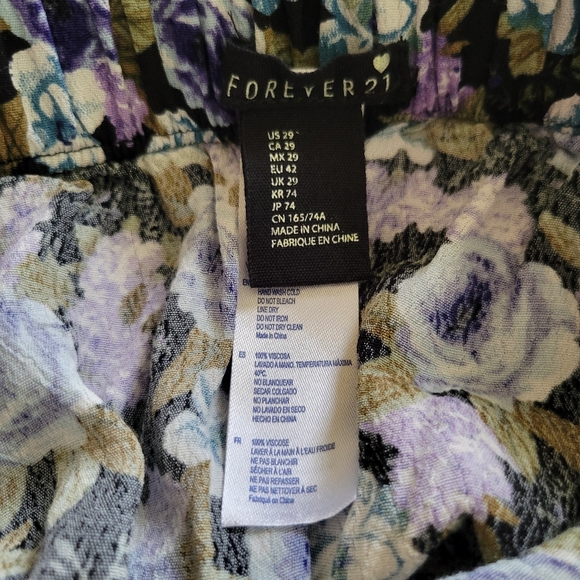 FOREVER 21
US 29
CA 29
MX 29
EU 42
UK 29
KR 74
JP 74
CN 165/74A
MADE IN CHINA
FABRIQUE EN CHINE
HAND WASH COLD
DO NOT BLEACH
LINE DRY
DO NOT IRON
DO NOT DRY CLEAN
Made in China
ES 100% VISCOSA
LAVADO A MANO, TEMPERATURA MÁXIMA
40ºC.
NO BLANQUEAR
SECAR COLGADO
NO PLANCHAR
NO LAVADO EN SECO
HECHO EN CHINA
FR 100% VISCOSE
LAVER À LA MAIN À L'EAU FROIDE
NE PAS BLANCHIR
SÉCHER À L'AIR
NE PAS REPASSER
NE PAS NETTOYER À SEC
Fabriqué en Chine